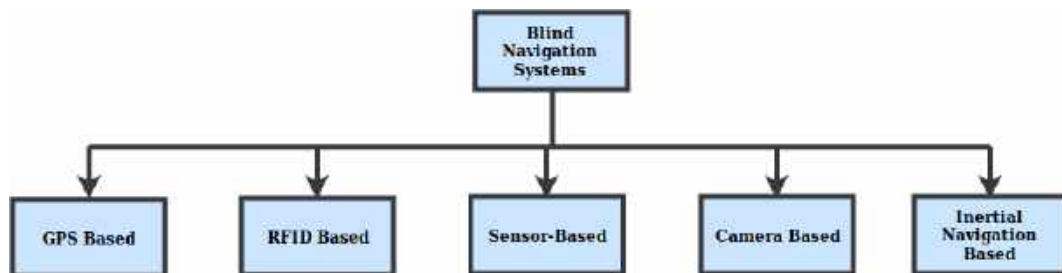 Blind
Navigation
Systems
GPS Based
RFID Based
Sensor-Based
Camera Based
Inertial
Navigation
Based